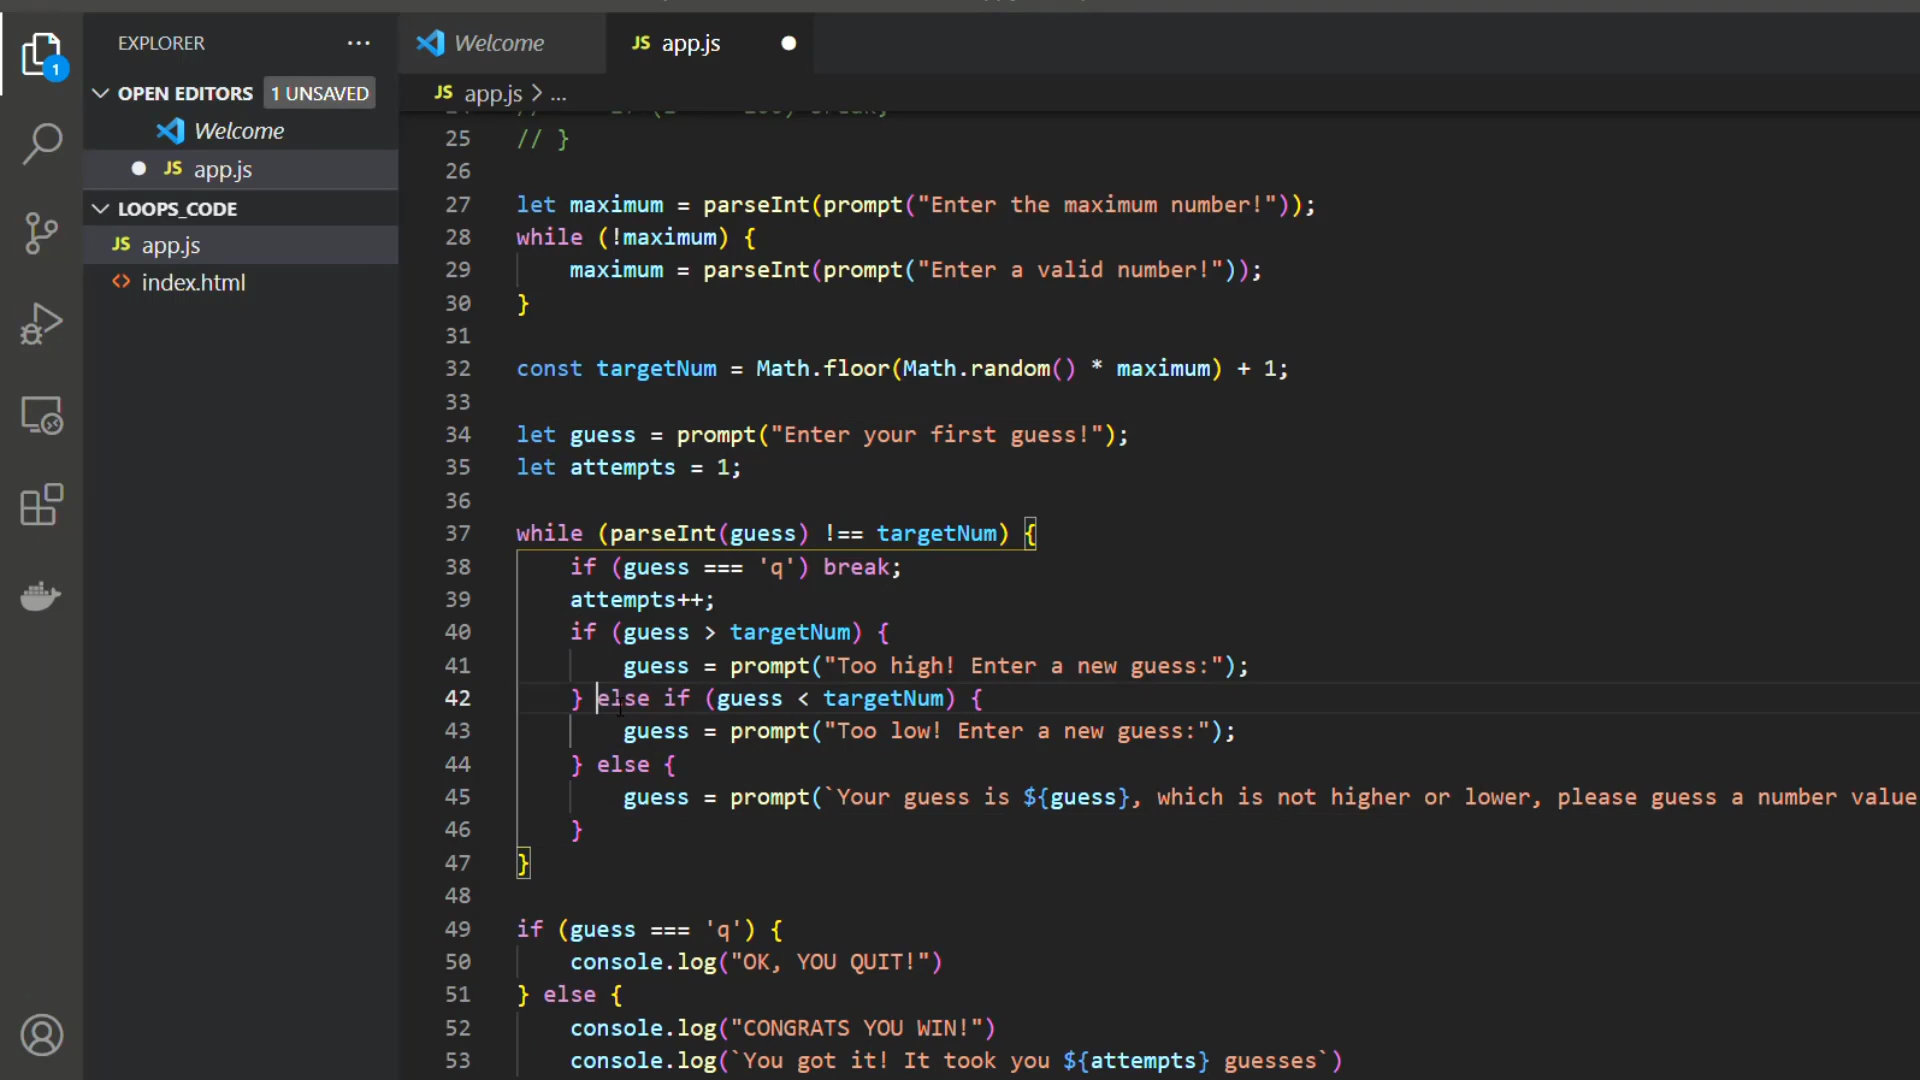 EXPLORER
OPEN EDITORS 1 UNSAVED
Welcome
JS app.js
LOOPS_CODE
JS app.js
<> index.html
1
Welcome
JS app.js
JS app.js > ...
25 // }
26
27 let maximum = parseInt(prompt("Enter the maximum number!"));
28 while (!maximum) {
29 maximum = parseInt(prompt("Enter a valid number!"));
30 }
31
32 const targetNum = Math.floor(Math.random() * maximum) + 1;
33
34 let guess = prompt("Enter your first guess!");
35 let attempts = 1;
36
37 while (parseInt(guess) !== targetNum) {
38 if (guess === 'q') break;
39 attempts++;
40 if (guess > targetNum) {
41 guess = prompt("Too high! Enter a new guess:");
42 } else if (guess < targetNum) {
43 guess = prompt("Too low! Enter a new guess:");
44 } else {
45 guess = prompt(`Your guess is ${guess}, which is not higher or lower, please guess a number value
46 }
47 }
48
49 if (guess === 'q') {
50 console.log("OK, YOU QUIT!")
51 } else {
52 console.log("CONGRATS YOU WIN!")
53 console.log(`You got it! It took you ${attempts} guesses`)